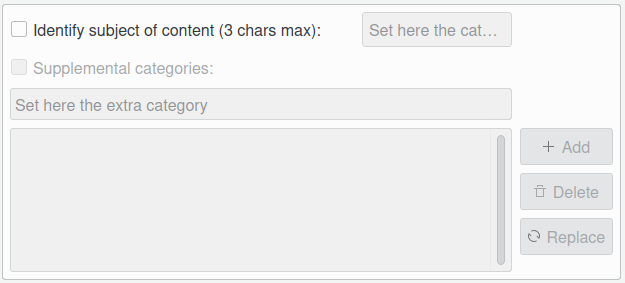 Identify subject of content (3 chars max): Set here the cat...
Supplemental categories:
Set here the extra category
Add
Delete
Replace